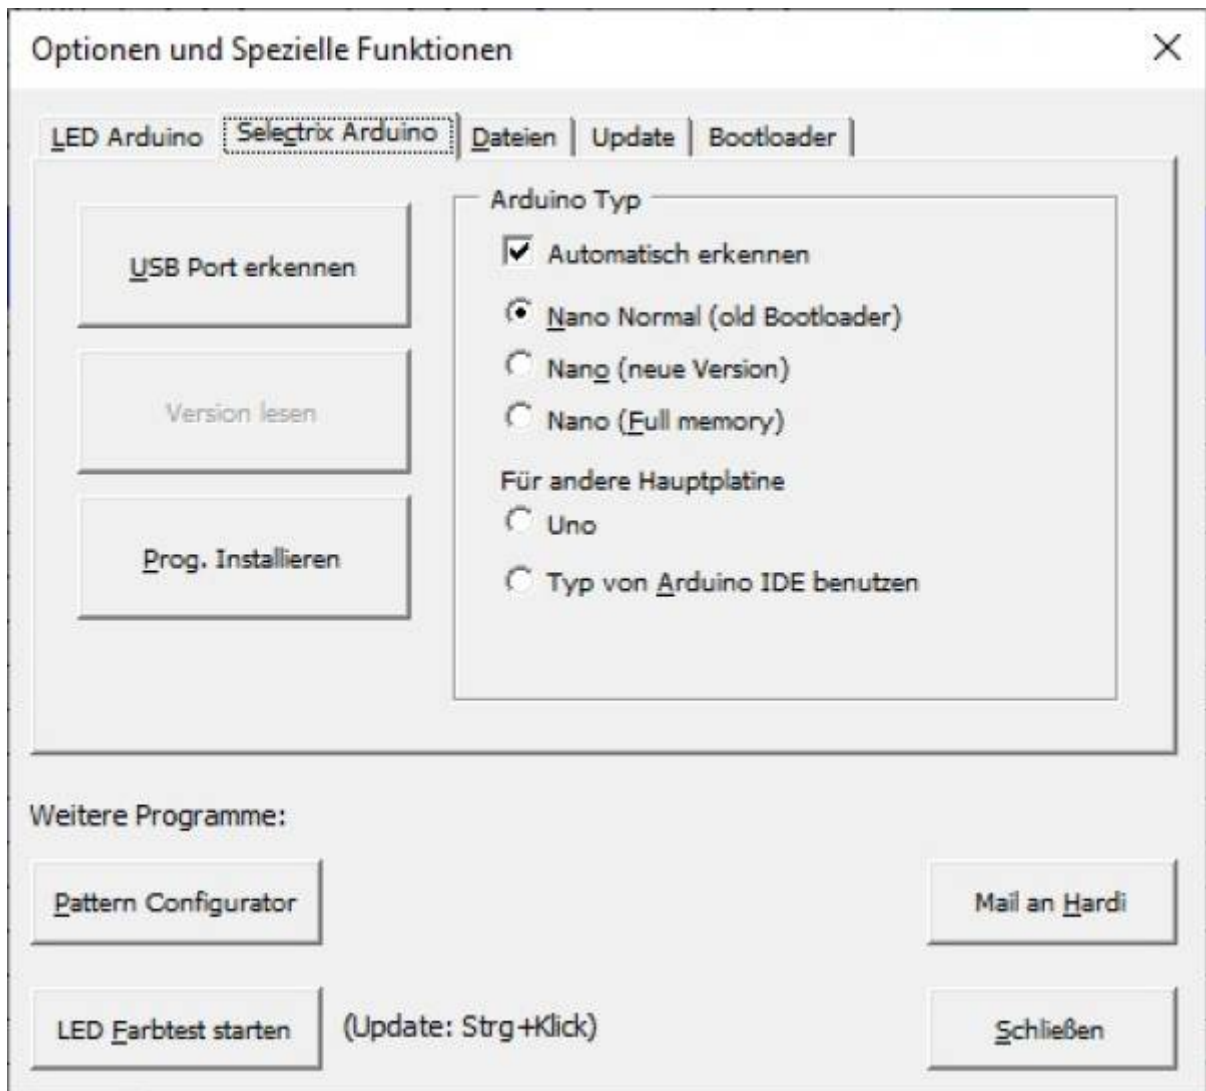 Optionen und Spezielle Funktionen
LED Arduino
Selectrix Arduino
Dateien
Update
Bootloader
USB Port erkennen
Version lesen
Prog. Installieren
Arduino Typ
Automatisch erkennen
Nano Normal (old Bootloader)
Nano (neue Version)
Nano (Full memory)
Für andere Hauptplatine
Uno
Typ von Arduino IDE benutzen
Weitere Programme:
Pattern Configurator
Mail an Hardi
LED Farbtest starten
(Update: Strg+Klick)
Schließen